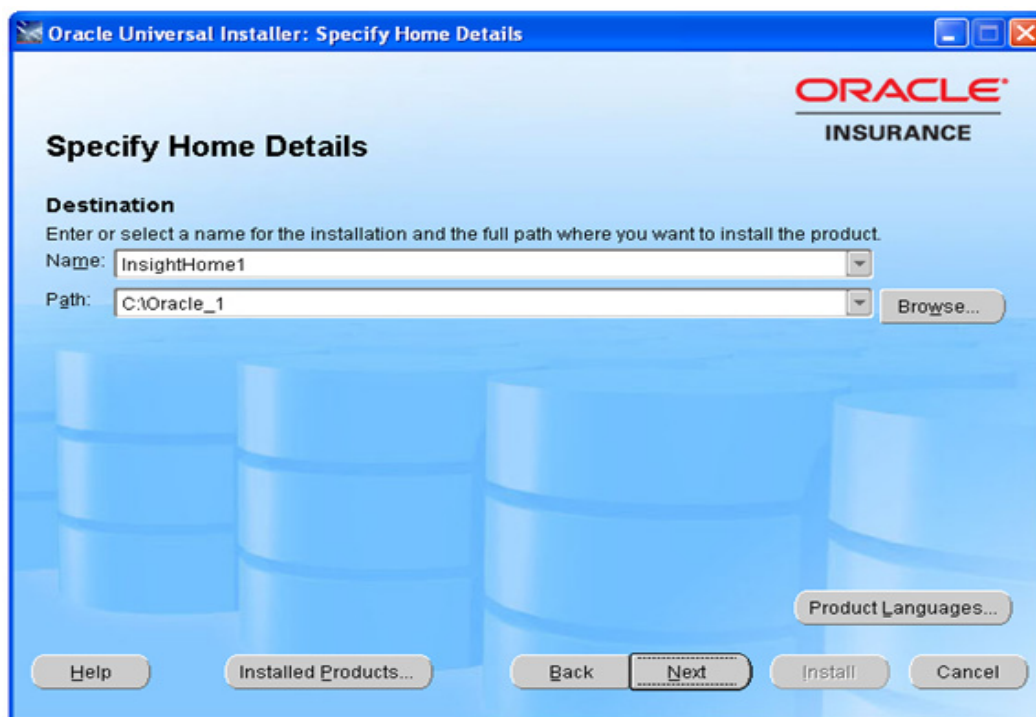 Oracle Universal Installer: Specify Home Details
ORACLE
INSURANCE
Specify Home Details
Destination
Enter or select a name for the installation and the full path where you want to install the product.
Name: InsightHome1
Path: C:\Oracle_1 Browse...
Product Languages...
Help Installed Products... Back Next Install Cancel